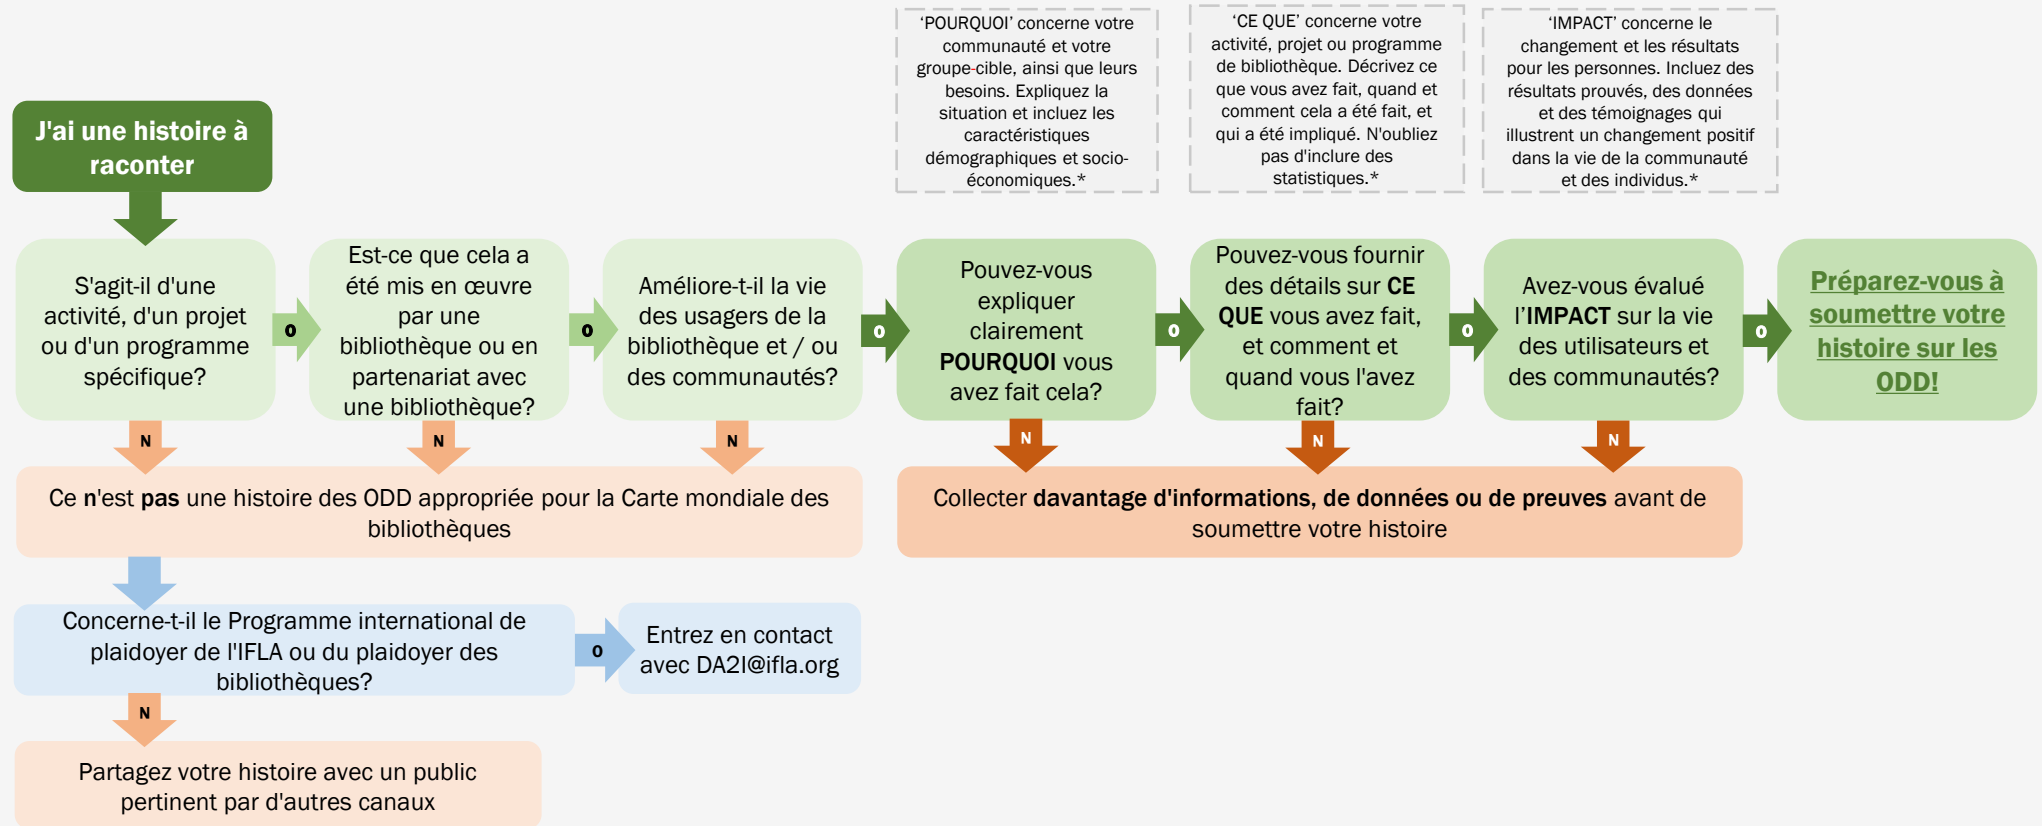 'POURQUOI' concerne votre
communauté et votre
groupe-cible, ainsi que leurs
besoins. Expliquez la
situation et incluez les
caractéristiques
démographiques et socio-
économiques.*
'CE QUE' concerne votre
activité, projet ou programme
de bibliothèque. Décrivez ce
que vous avez fait, quand et
comment cela a été fait, et
qui a été impliqué. N'oubliez
pas d'inclure des
statistiques.*
'IMPACT' concerne le
changement et les résultats
pour les personnes. Incluez des
résultats prouvés, des données
et des témoignages qui
illustrent un changement positif
dans la vie de la communauté
et des individus.*
J'ai une histoire à
raconter
S'agit-il d'une
activité, d'un projet
ou d'un programme
spécifique?
O
Est-ce que cela a
été mis en œuvre
par une
bibliothèque ou en
partenariat avec
une bibliothèque?
O
Améliore-t-il la vie
des usagers de la
bibliothèque et / ou
des communautés?
O
Pouvez-vous
expliquer
clairement
POURQUOI vous
avez fait cela?
O
Pouvez-vous fournir
des détails sur CE
QUE vous avez fait,
et comment et
quand vous l'avez
fait?
O
Avez-vous évalué
l'IMPACT sur la vie
des utilisateurs et
des communautés?
O
Préparez-vous à
soumettre votre
histoire sur les
ODD!
N
N
N
N
N
N
Ce n'est pas une histoire des ODD appropriée pour la Carte mondiale des
bibliothèques
Collecter davantage d'informations, de données ou de preuves avant de
soumettre votre histoire
Concerne-t-il le Programme international de
plaidoyer de l'IFLA ou du plaidoyer des
bibliothèques?
O
Entrez en contact
avec DA2I@ifla.org
N
Partagez votre histoire avec un public
pertinent par d'autres canaux